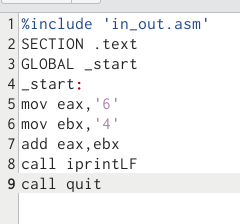 1 %include 'in_out.asm'
2 SECTION .text
3 GLOBAL _start
4 _start:
5 mov eax,'6'
6 mov ebx,'4'
7 add eax,ebx
8 call iprintLF
9 call quit